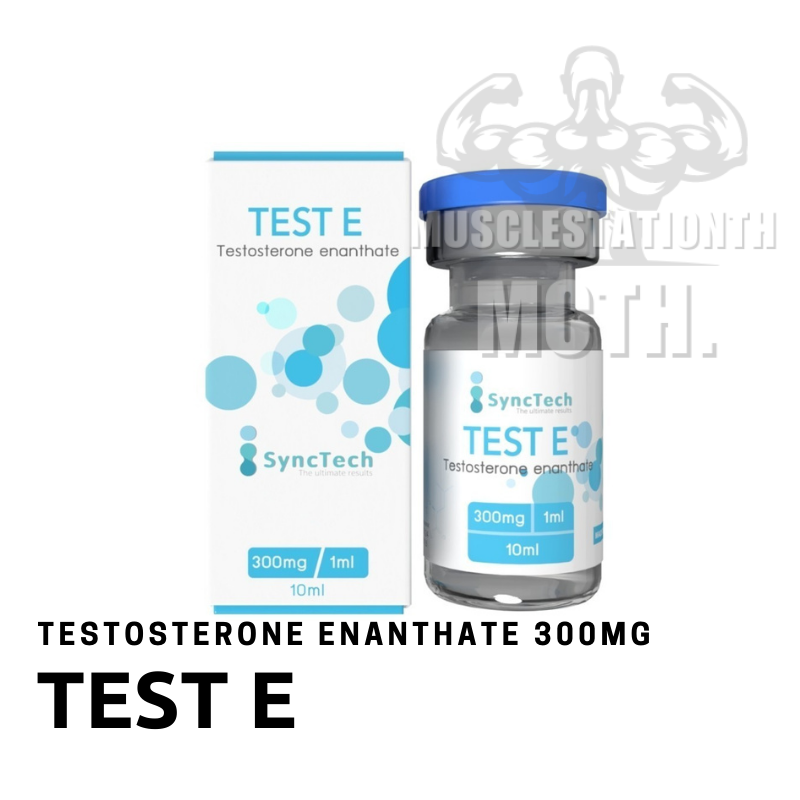 MUSCLESTATIONTH
MCTH.
TEST E
Testosterone enanthate
SyncTech
The ultimate results
300mg / 1ml
10ml
SyncTech
The ultimate results
TEST E
Testosterone enanthate
300mg 1ml
10ml
TESTOSTERONE ENANTHATE 300MG
TEST E